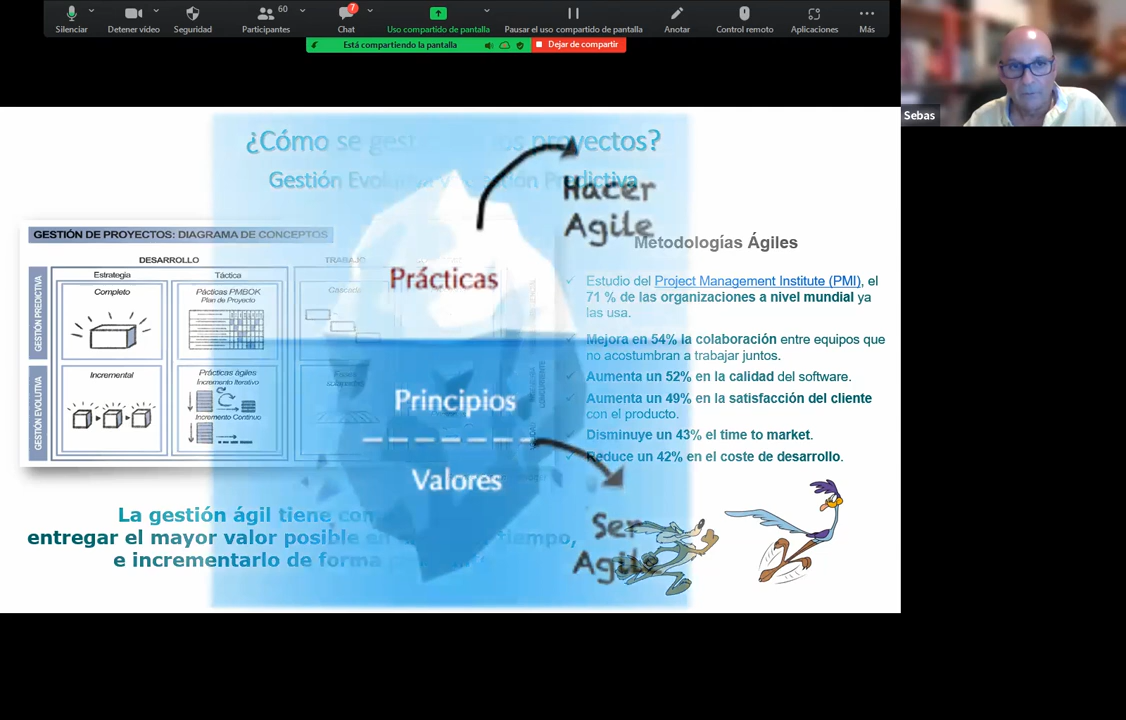 60
7
Silenciar
Detener vídeo
Seguridad
Participantes
Chat
Uso compartido de pantalla
Pausar el uso compartido de pantalla
Anotar
Control remoto
Aplicaciones
Más
Está compartiendo la pantalla
Dejar de compartir
Sebas
¿Cómo se gest los proyectos?
Gestión Evolutiva y Gestión Predictiva
Hacer
Agile
Prácticas
Principios
Valores
Ser
Agile
GESTIÓN DE PROYECTOS: DIAGRAMA DE CONCEPTOS
DESARROLLO
TRABAJO
Estrategia
Táctica
GESTIÓN PREDICTIVA
Completo
Pácticas PMBOK
Plan de Proyecto
Cascada
GESTIÓN EVOLUTIVA
Incremental
Prácticas ágiles
Incremento Iterativo
Incremento Continuo
Fases
solapadas
Metodologías Ágiles
Estudio del Project Management Institute (PMI), el
71 % de las organizaciones a nivel mundial ya
las usa.
Mejora en 54% la colaboración entre equipos que
no acostumbran a trabajar juntos.
Aumenta un 52% en la calidad del software.
Aumenta un 49% en la satisfacción del cliente
con el producto.
Disminuye un 43% el time to market.
Reduce un 42% en el coste de desarrollo.
La gestión ágil tiene
entregar el mayor valor posible en tiempo,
e incrementarlo de forma